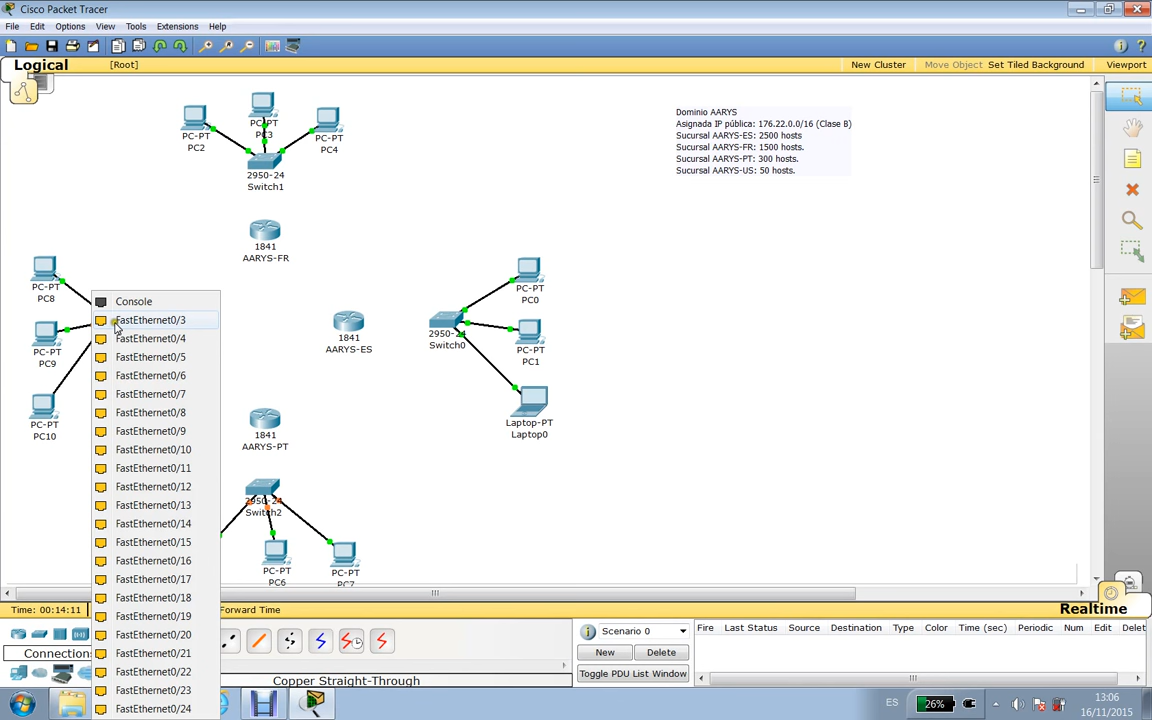 Cisco Packet Tracer
File Edit Options View Tools Extensions Help
Logical
[Root]
New Cluster
Move Object
Set Tiled Background
Viewport
PC-PT
PC2
PC-PT
PC3
PC-PT
PC4
2950-24
Switch1
Dominio AARYS
Asignada IP pública: 176.22.0.0/16 (Clase B)
Sucursal AARYS-ES: 2500 hosts
Sucursal AARYS-FR: 1500 hosts.
Sucursal AARYS-PT: 300 hosts.
Sucursal AARYS-US: 50 hosts.
1841
AARYS-FR
PC-PT
PC8
PC-PT
PC9
PC-PT
PC10
1841
AARYS-ES
2950-24
Switch0
PC-PT
PC0
PC-PT
PC1
Laptop-PT
Laptop0
1841
AARYS-PT
2950-24
Switch2
PC-PT
PC6
PC-PT
PC7
Console
FastEthernet0/3
FastEthernet0/4
FastEthernet0/5
FastEthernet0/6
FastEthernet0/7
FastEthernet0/8
FastEthernet0/9
FastEthernet0/10
FastEthernet0/11
FastEthernet0/12
FastEthernet0/13
FastEthernet0/14
FastEthernet0/15
FastEthernet0/16
FastEthernet0/17
FastEthernet0/18
FastEthernet0/19
FastEthernet0/20
FastEthernet0/21
FastEthernet0/22
FastEthernet0/23
FastEthernet0/24
Time: 00:14:11
Forward Time
Realtime
Connections
Copper Straight-Through
Scenario 0
New
Delete
Toggle PDU List Window
Fire Last Status Source Destination Type Color Time (sec) Periodic Num Edit Delet
ES
26%
13:06
16/11/2015